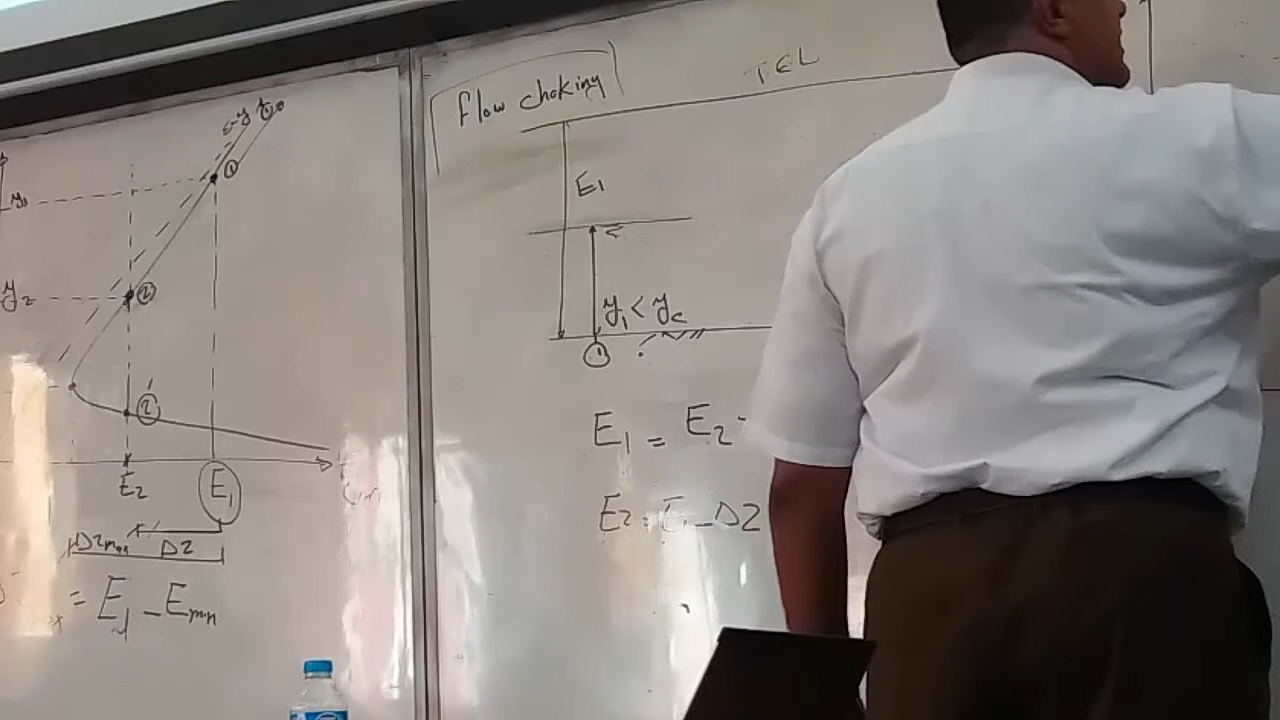 E=y
①
y1
②
y2
②'
E2
E1
ΔZmax ΔZ
= E1 - Emin
Flow choking
TEL
E1
y1 < yc
①
E1 = E2
E2 = E1 - ΔZ